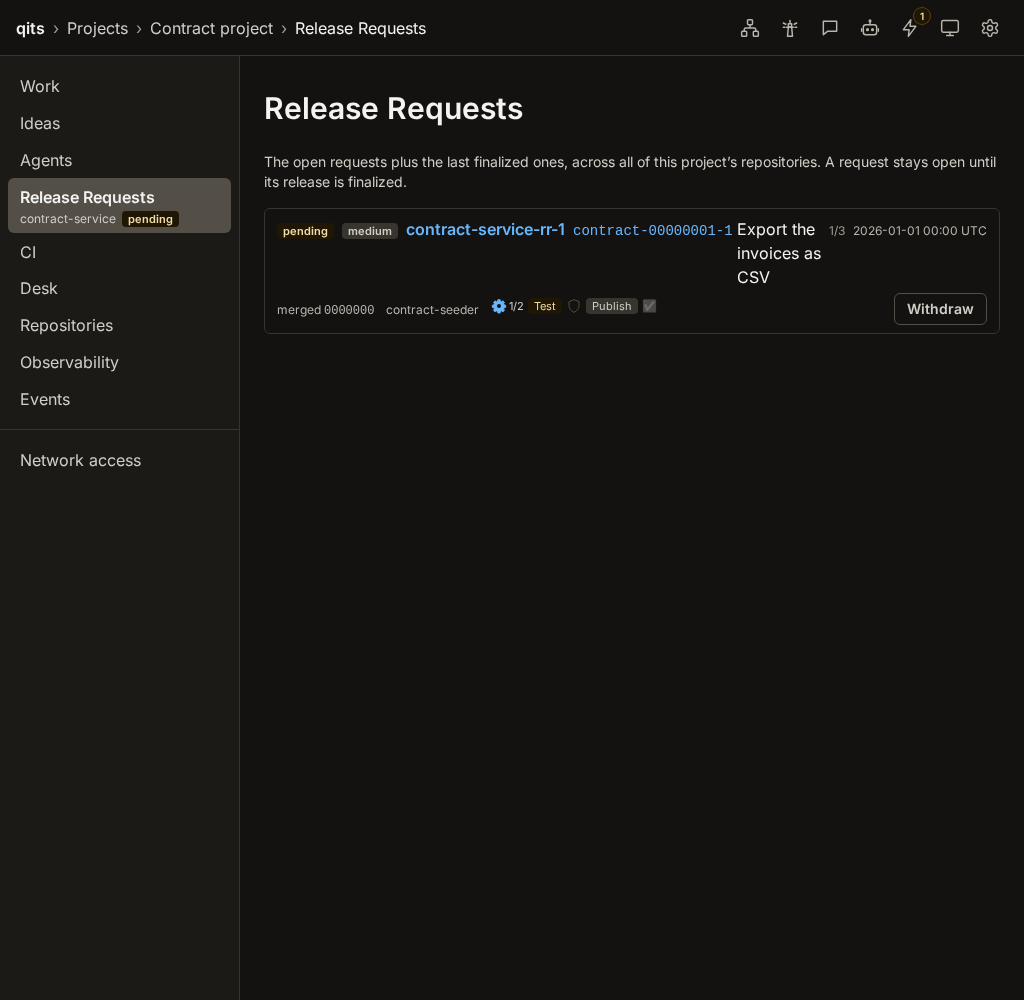 qits › Projects › Contract project › Release Requests
1
Work
Ideas
Agents
Release Requests
contract-service pending
CI
Desk
Repositories
Observability
Events
Network access
Release Requests
The open requests plus the last finalized ones, across all of this project’s repositories. A request stays open until
its release is finalized.
pending medium contract-service-rr-1 contract-00000001-1 Export the 1/3 2026-01-01 00:00 UTC
invoices as
CSV
merged 0000000 contract-seeder 1/2 Test Publish Withdraw